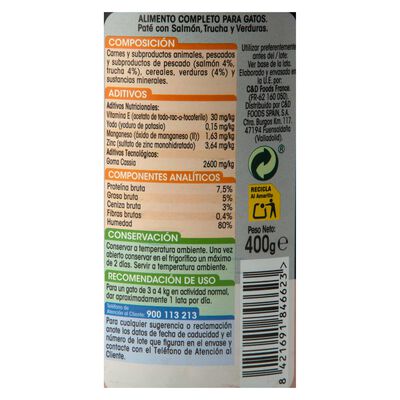 ALIMENTO COMPLETO PARA GATOS.
Paté con Salmón, Trucha y Verduras.
COMPOSICIÓN
Carnes y subproductos animales, pescados
y subproductos de pescado (salmón 4%,
trucha 4%), cereales, verduras (4%) y
sustancias minerales.
ADITIVOS
Aditivos Nutricionales:
Vitamina E (acetato de todo-rac-α-tocoferilo) 30 mg/kg
Yodo (yoduro de potasio) 0,15 mg/kg
Manganeso (óxido de manganeso (II)) 1,63 mg/kg
Zinc (sulfato de zinc monohidratado) 3,64 mg/kg
Aditivos Tecnológicos:
Goma Cassia 2600 mg/kg
COMPONENTES ANALÍTICOS
Proteína bruta 7,5%
Grasa bruta 5%
Ceniza bruta 3%
Fibras brutas 0,4%
Humedad 80%
CONSERVACIÓN
Conservar a temperatura ambiente. Una vez
abierto conservar en el frigorífico un máximo
de 2 días. Servir a temperatura ambiente.
RECOMENDACIÓN DE USO
Para un gato de 3 a 4 kg en actividad normal,
dar aproximadamente 1 lata por día.
Teléfono de
Atención al Cliente: 900 113 213
Para cualquier sugerencia o reclamación
anote los datos de fecha de caducidad y el
número de lote que figuran en el envase y
contacte con el Teléfono de Atención al
Cliente.
Utilizar preferentemente
antes del / lote:
Ver base de la lata.
Elaborado y envasado
en la U.E. por
C&D Foods France.
(FR-62 160 050)
Distribuido por C&D
FOODS SPAIN, S.A.
Ctra. Burgos Km. 117,
47194 Fuensaldaña
(Valladolid).
RECICLA
Al Amarillo
Peso Neto:
400g e
8 421691 846623 >